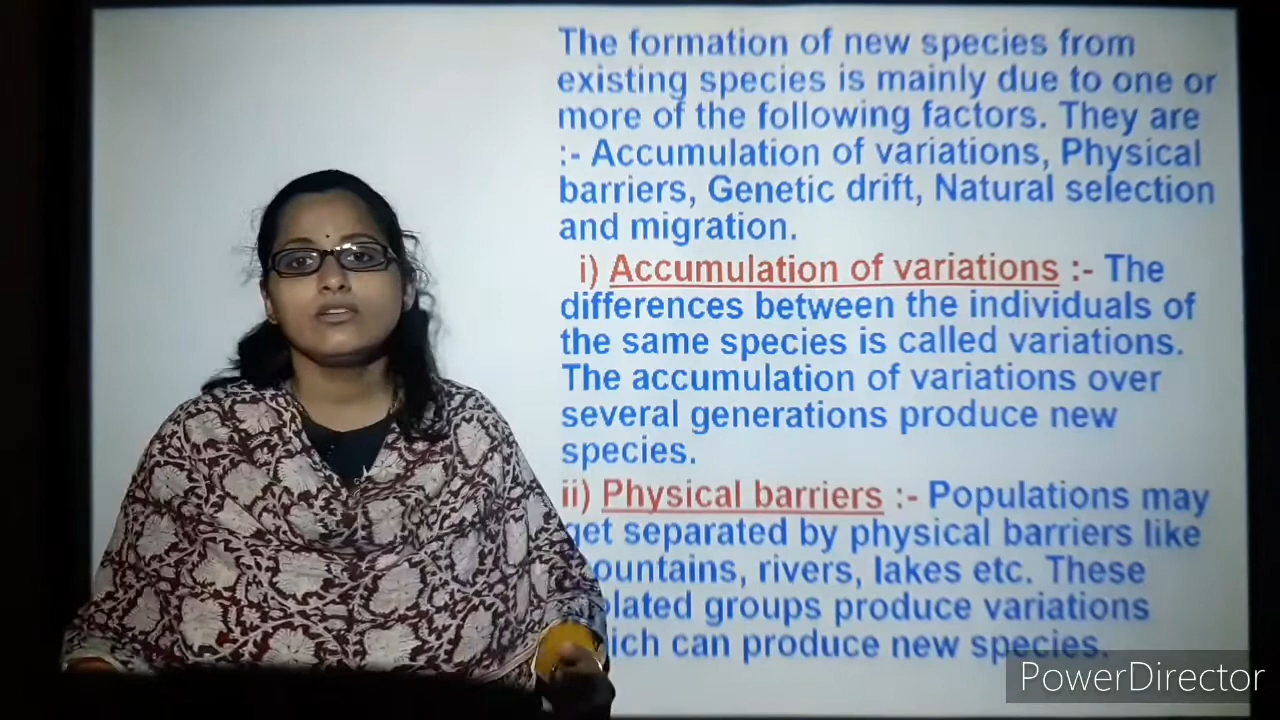 The formation of new species from
existing species is mainly due to one or
more of the following factors. They are
:- Accumulation of variations, Physical
barriers, Genetic drift, Natural selection
and migration.
i) Accumulation of variations :- The
differences between the individuals of
the same species is called variations.
The accumulation of variations over
several generations produce new
species.
ii) Physical barriers :- Populations may
get separated by physical barriers like
mountains, rivers, lakes etc. These
isolated groups produce variations
which can produce new species.
PowerDirector